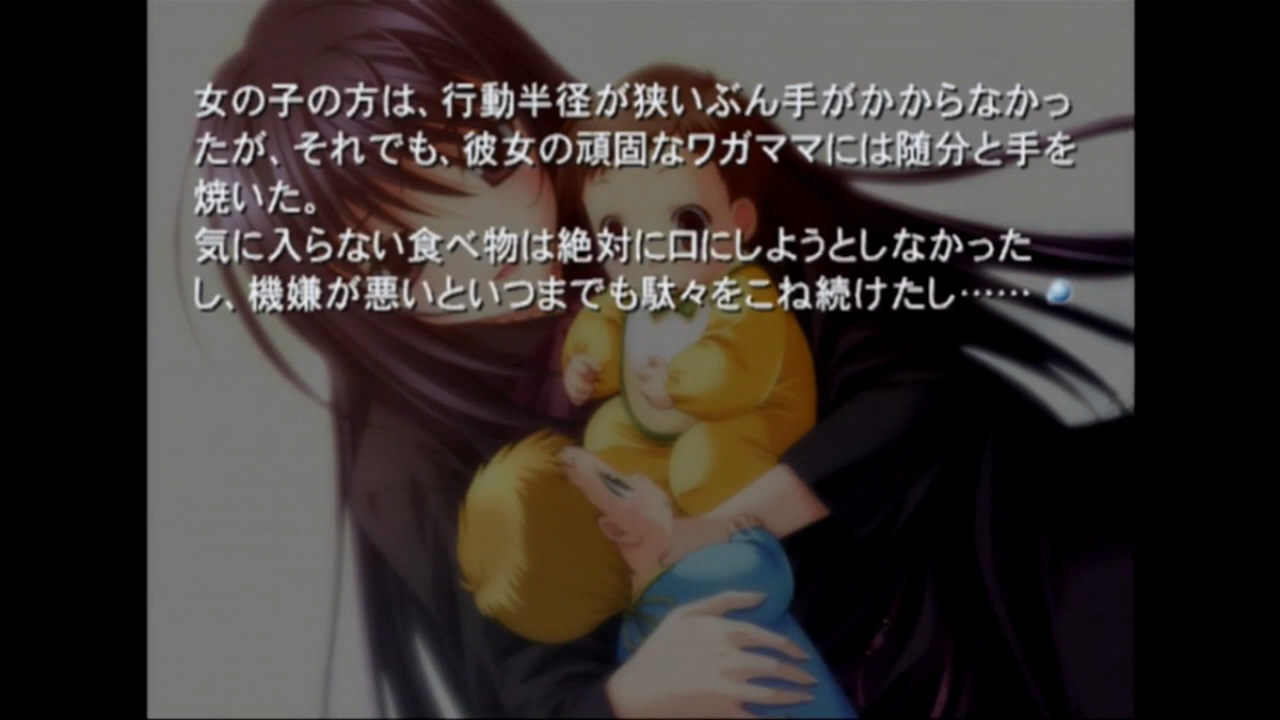 女の子の方は、行動半径が狭いぶん手がかからなかっ
たが、それでも、彼女の頑固なワガママには随分と手を
焼いた。
気に入らない食べ物は絶対に口にしようとしなかった
し、機嫌が悪いといつまでも駄々をこね続けたし……